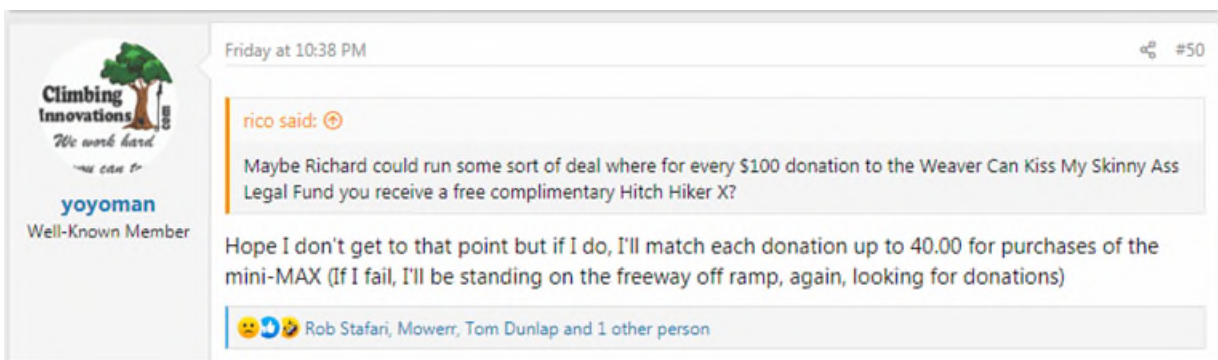 Friday at 10:38 PM
#50
Climbing
Innovations
.com
We work hard
you can
yoyoman
Well-Known Member
rico said:
Maybe Richard could run some sort of deal where for every $100 donation to the Weaver Can Kiss My Skinny Ass
Legal Fund you receive a free complimentary Hitch Hiker X?
Hope I don't get to that point but if I do, I'll match each donation up to 40.00 for purchases of the
mini-MAX (If I fail, I'll be standing on the freeway off ramp, again, looking for donations)
Rob Stafari, Mowerr, Tom Dunlap and 1 other person